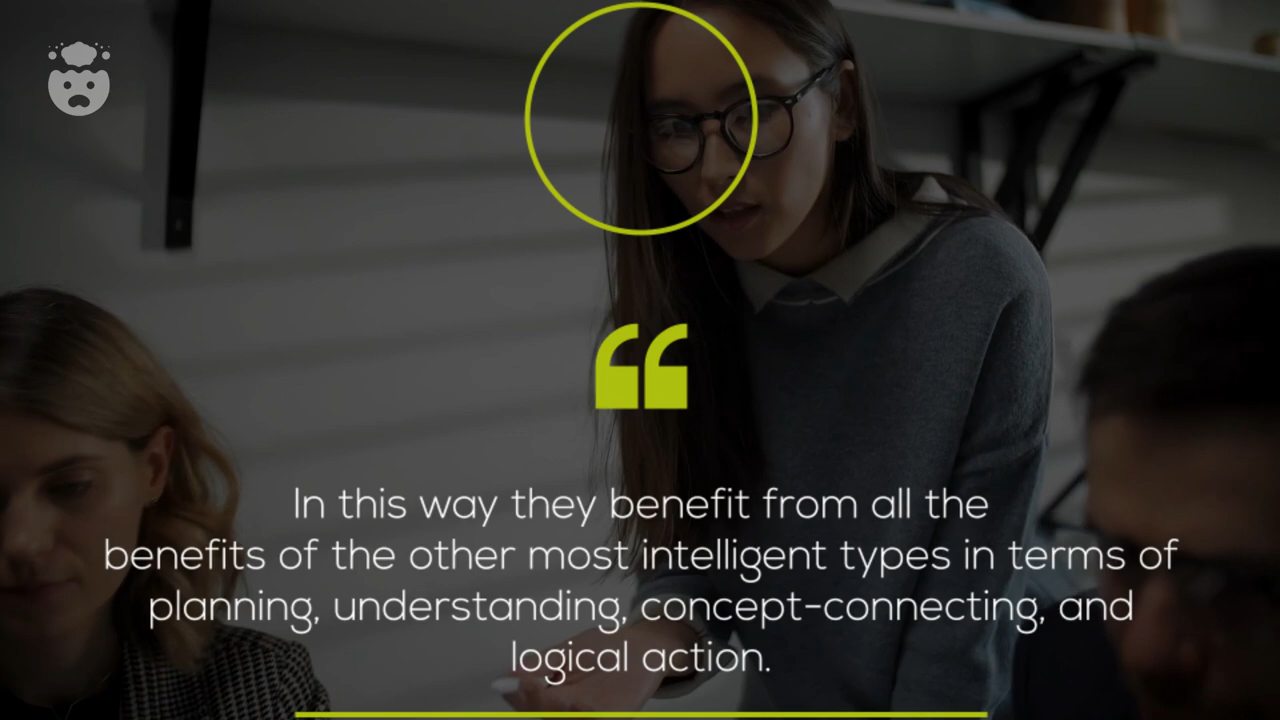 In this way they benefit from all the
benefits of the other most intelligent types in terms of
planning, understanding, concept-connecting, and
logical action.